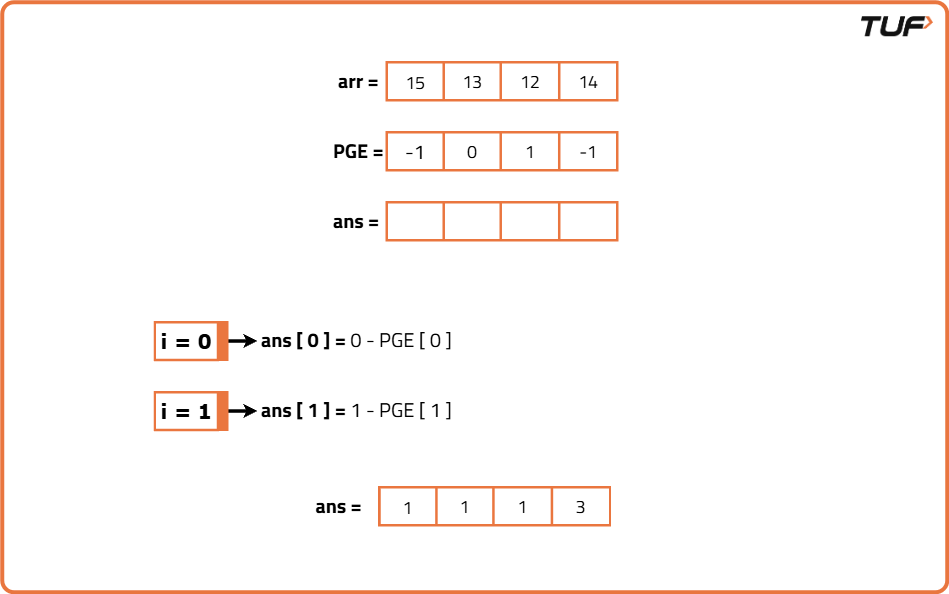 TUF
arr = 15 13 12 14
PGE = -1 0 1 -1
ans =
i = 0 ans [ 0 ] = 0 - PGE [ 0 ]
i = 1 ans [ 1 ] = 1 - PGE [ 1 ]
ans = 1 1 1 3